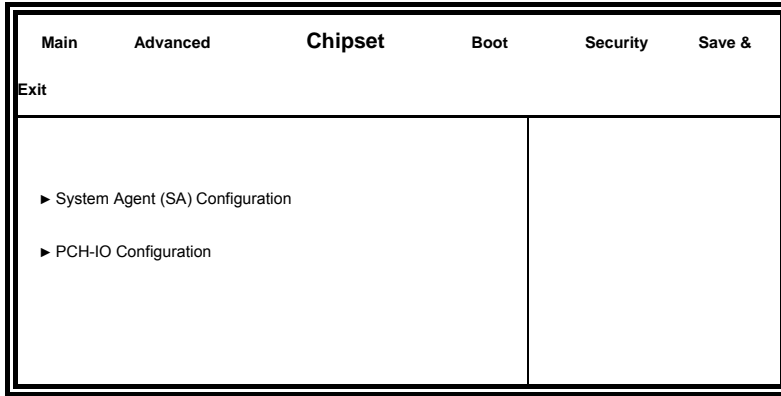 Main Advanced Chipset Boot Security Save &
Exit
► System Agent (SA) Configuration
► PCH-IO Configuration